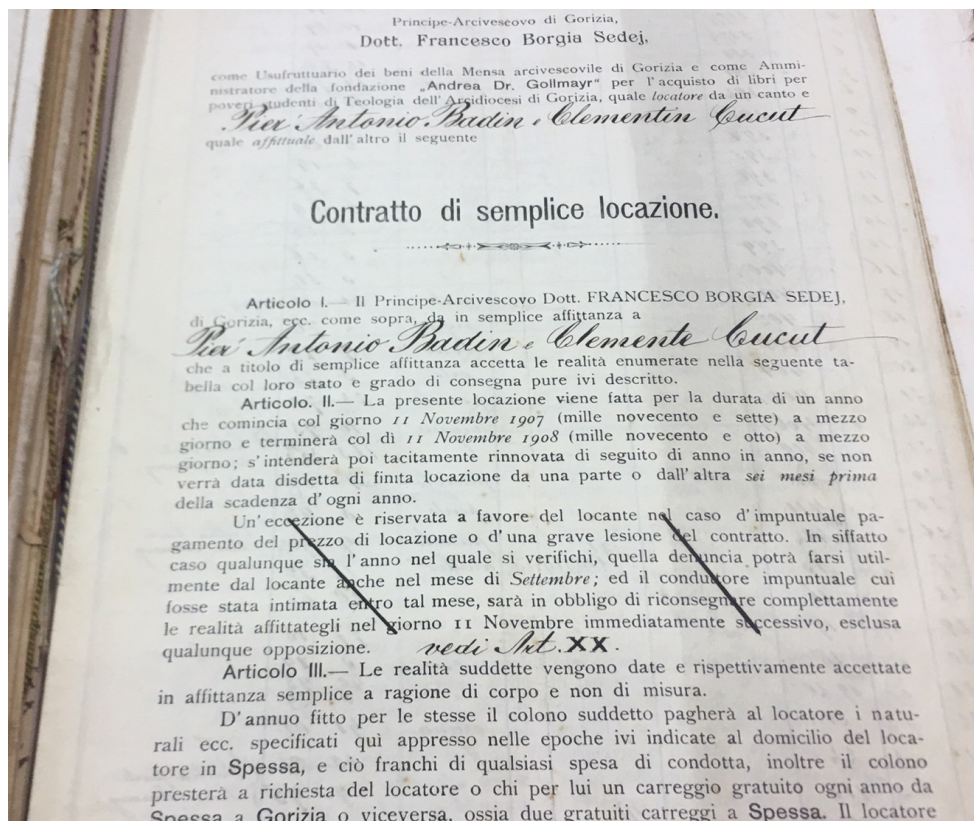 Principe-Arcivescovo di Gorizia,
Dott. Francesco Borgia Sedej,
come Usufruttuario dei beni della Mensa arcivescovile di Gorizia e come Ammi-
nistratore della fondazione „Andrea Dr. Gollmayr" per l'acquisto di libri per
poveri studenti di Teologia dell'Arcidiocesi di Gorizia, quale locatore da un canto e
Pier Antonio Badin e Clementin Cucut
quale affittuale dall'altro il seguente
Contratto di semplice locazione.
Articolo I.— Il Principe-Arcivescovo Dott. FRANCESCO BORGIA SEDEJ,
di Gorizia, ecc. come sopra, da in semplice affittanza a
Pier Antonio Badin e Clemente Cucut
che a titolo di semplice affittanza accetta le realità enumerate nella seguente ta-
bella col loro stato e grado di consegna pure ivi descritto.
Articolo. II.— La presente locazione viene fatta per la durata di un anno
che comincia col giorno 11 Novembre 1907 (mille novecento e sette) a mezzo
giorno e terminerà col dì 11 Novembre 1908 (mille novecento e otto) a mezzo
giorno; s'intenderà poi tacitamente rinnovata di seguito di anno in anno, se non
verrà data disdetta di finita locazione da una parte o dall'altra sei mesi prima
della scadenza d'ogni anno.
Un'eccezione è riservata a favore del locante nel caso d'impuntuale pa-
gamento del prezzo di locazione o d'una grave lesione del contratto. In siffatto
caso qualunque sia l'anno nel quale si verifichi, quella denuncia potrà farsi util-
mente dal locante anche nel mese di Settembre; ed il conduttore impuntuale cui
fosse stata intimata entro tal mese, sarà in obbligo di riconsegnare complettamente
le realità affittategli nel giorno 11 Novembre immediatamente successivo, esclusa
qualunque opposizione. vedi Art. XX.
Articolo III.— Le realità suddette vengono date e rispettivamente accettate
in affittanza semplice a ragione di corpo e non di misura.
D'annuo fitto per le stesse il colono suddetto pagherà al locatore i natu-
rali ecc. specificati quì appresso nelle epoche ivi indicate al domicilio del loca-
tore in Spessa, e ciò franchi di qualsiasi spesa di condotta, inoltre il colono
presterà a richiesta del locatore o chi per lui un carreggio gratuito ogni anno da
Spessa a Gorizia o viceversa, ossia due gratuiti carreggi a Spessa. Il locatore